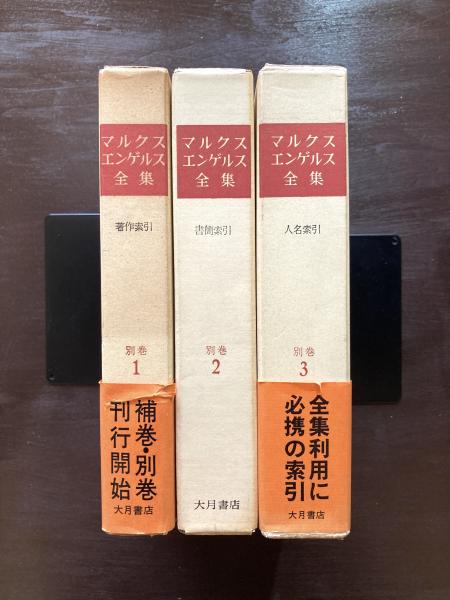 マルクス
エンゲルス
全集
著作索引
別巻
1
補巻・別巻
刊行開始
大月書店
マルクス
エンゲルス
全集
書簡索引
別巻
2
大月書店
マルクス
エンゲルス
全集
人名索引
別巻
3
全集利用に
必携の索引
大月書店